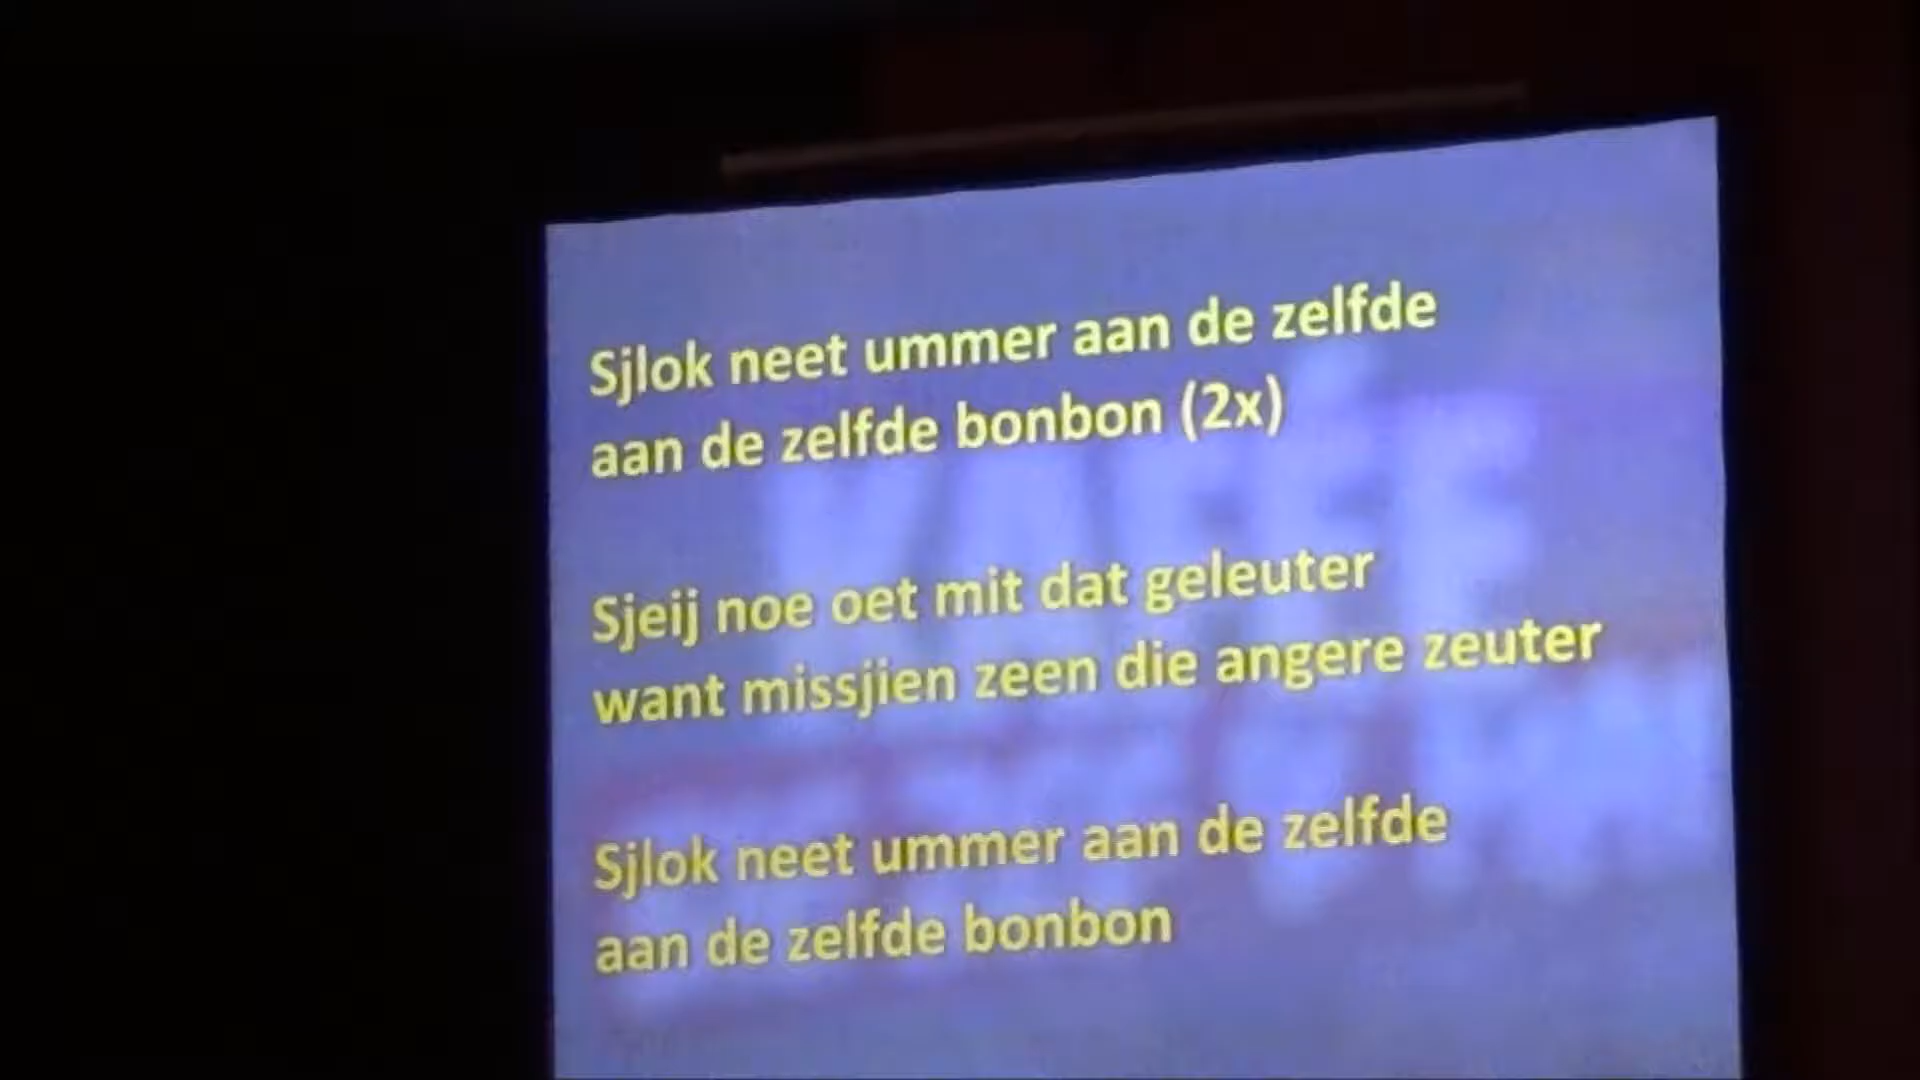 Sjlok neet ummer aan de zelfde
aan de zelfde bonbon (2x)
Sjeij noe oet mit dat geleuter
want missjien zeen die angere zeuter
Sjlok neet ummer aan de zelfde
aan de zelfde bonbon